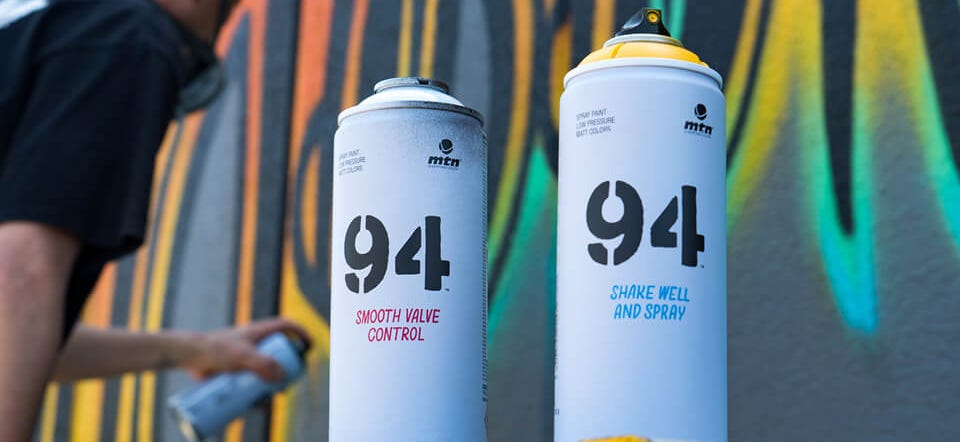 SPRAY PAINT
LOW PRESSURE
MATT COLORS
mtn
94
SMOOTH VALVE
CONTROL
SPRAY PAINT
LOW PRESSURE
MATT COLORS
mtn
94
SHAKE WELL
AND SPRAY